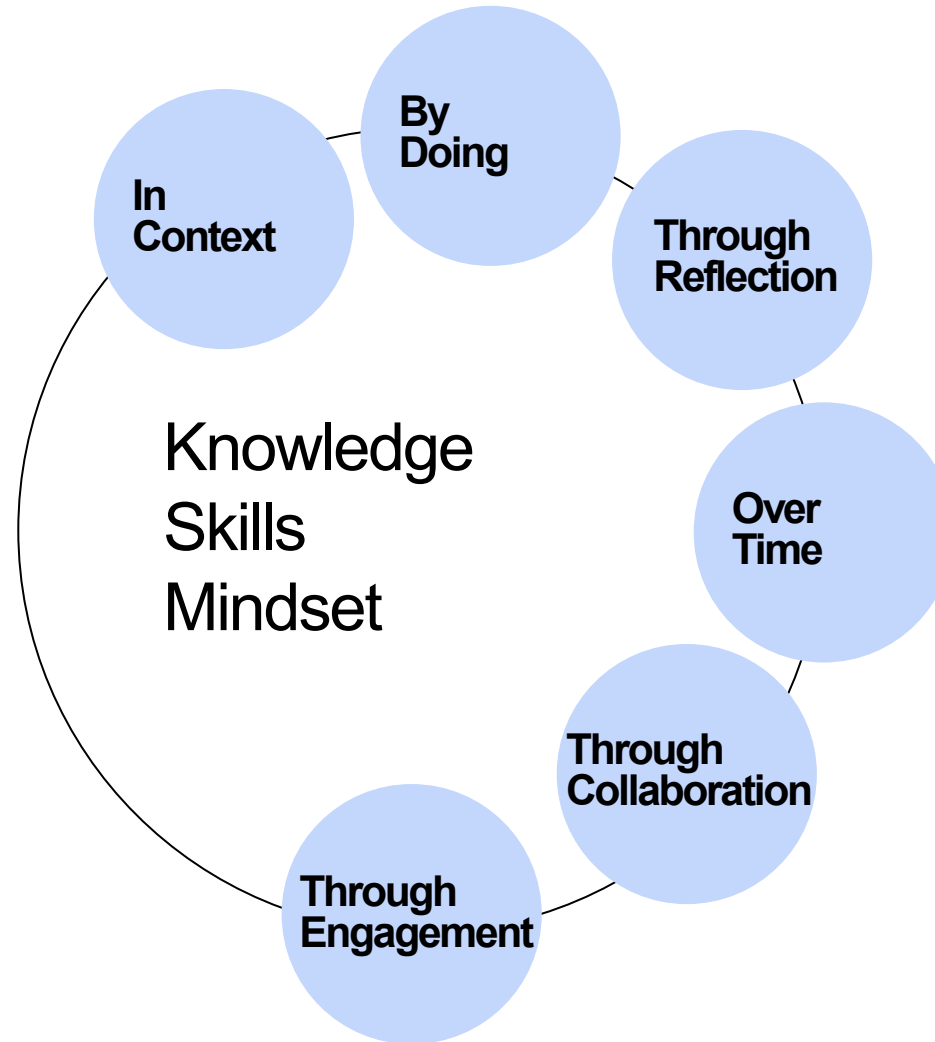 By
Doing
In
Context
Through
Reflection
Knowledge
Skills
Mindset
Over
Time
Through
Collaboration
Through
Engagement